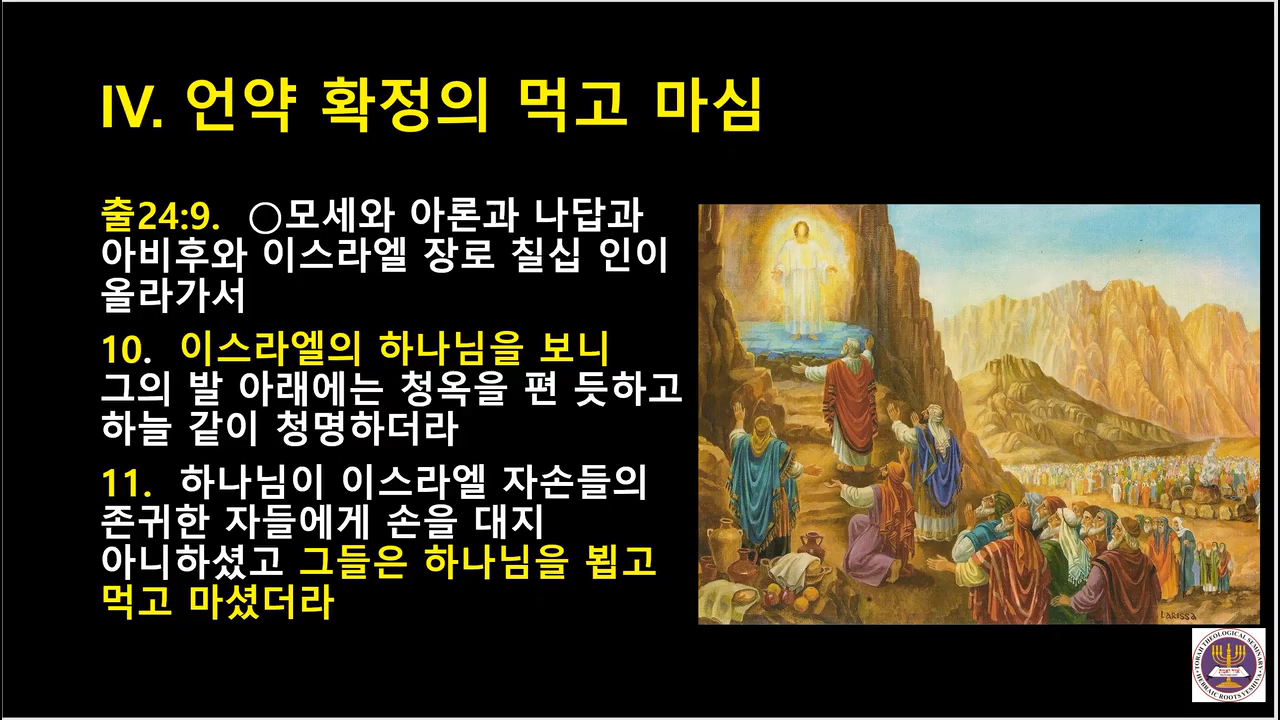 IV. 언약 확정의 먹고 마심
출24:9. ○모세와 아론과 나답과
아비후와 이스라엘 장로 칠십 인이
올라가서
10. 이스라엘의 하나님을 보니
그의 발 아래에는 청옥을 편 듯하고
하늘 같이 청명하더라
11. 하나님이 이스라엘 자손들의
존귀한 자들에게 손을 대지
아니하셨고 그들은 하나님을 뵙고
먹고 마셨더라
LARISSA
TORAH THEOLOGICAL SEMINARY
HEBRAIC ROOTS YESHIVA